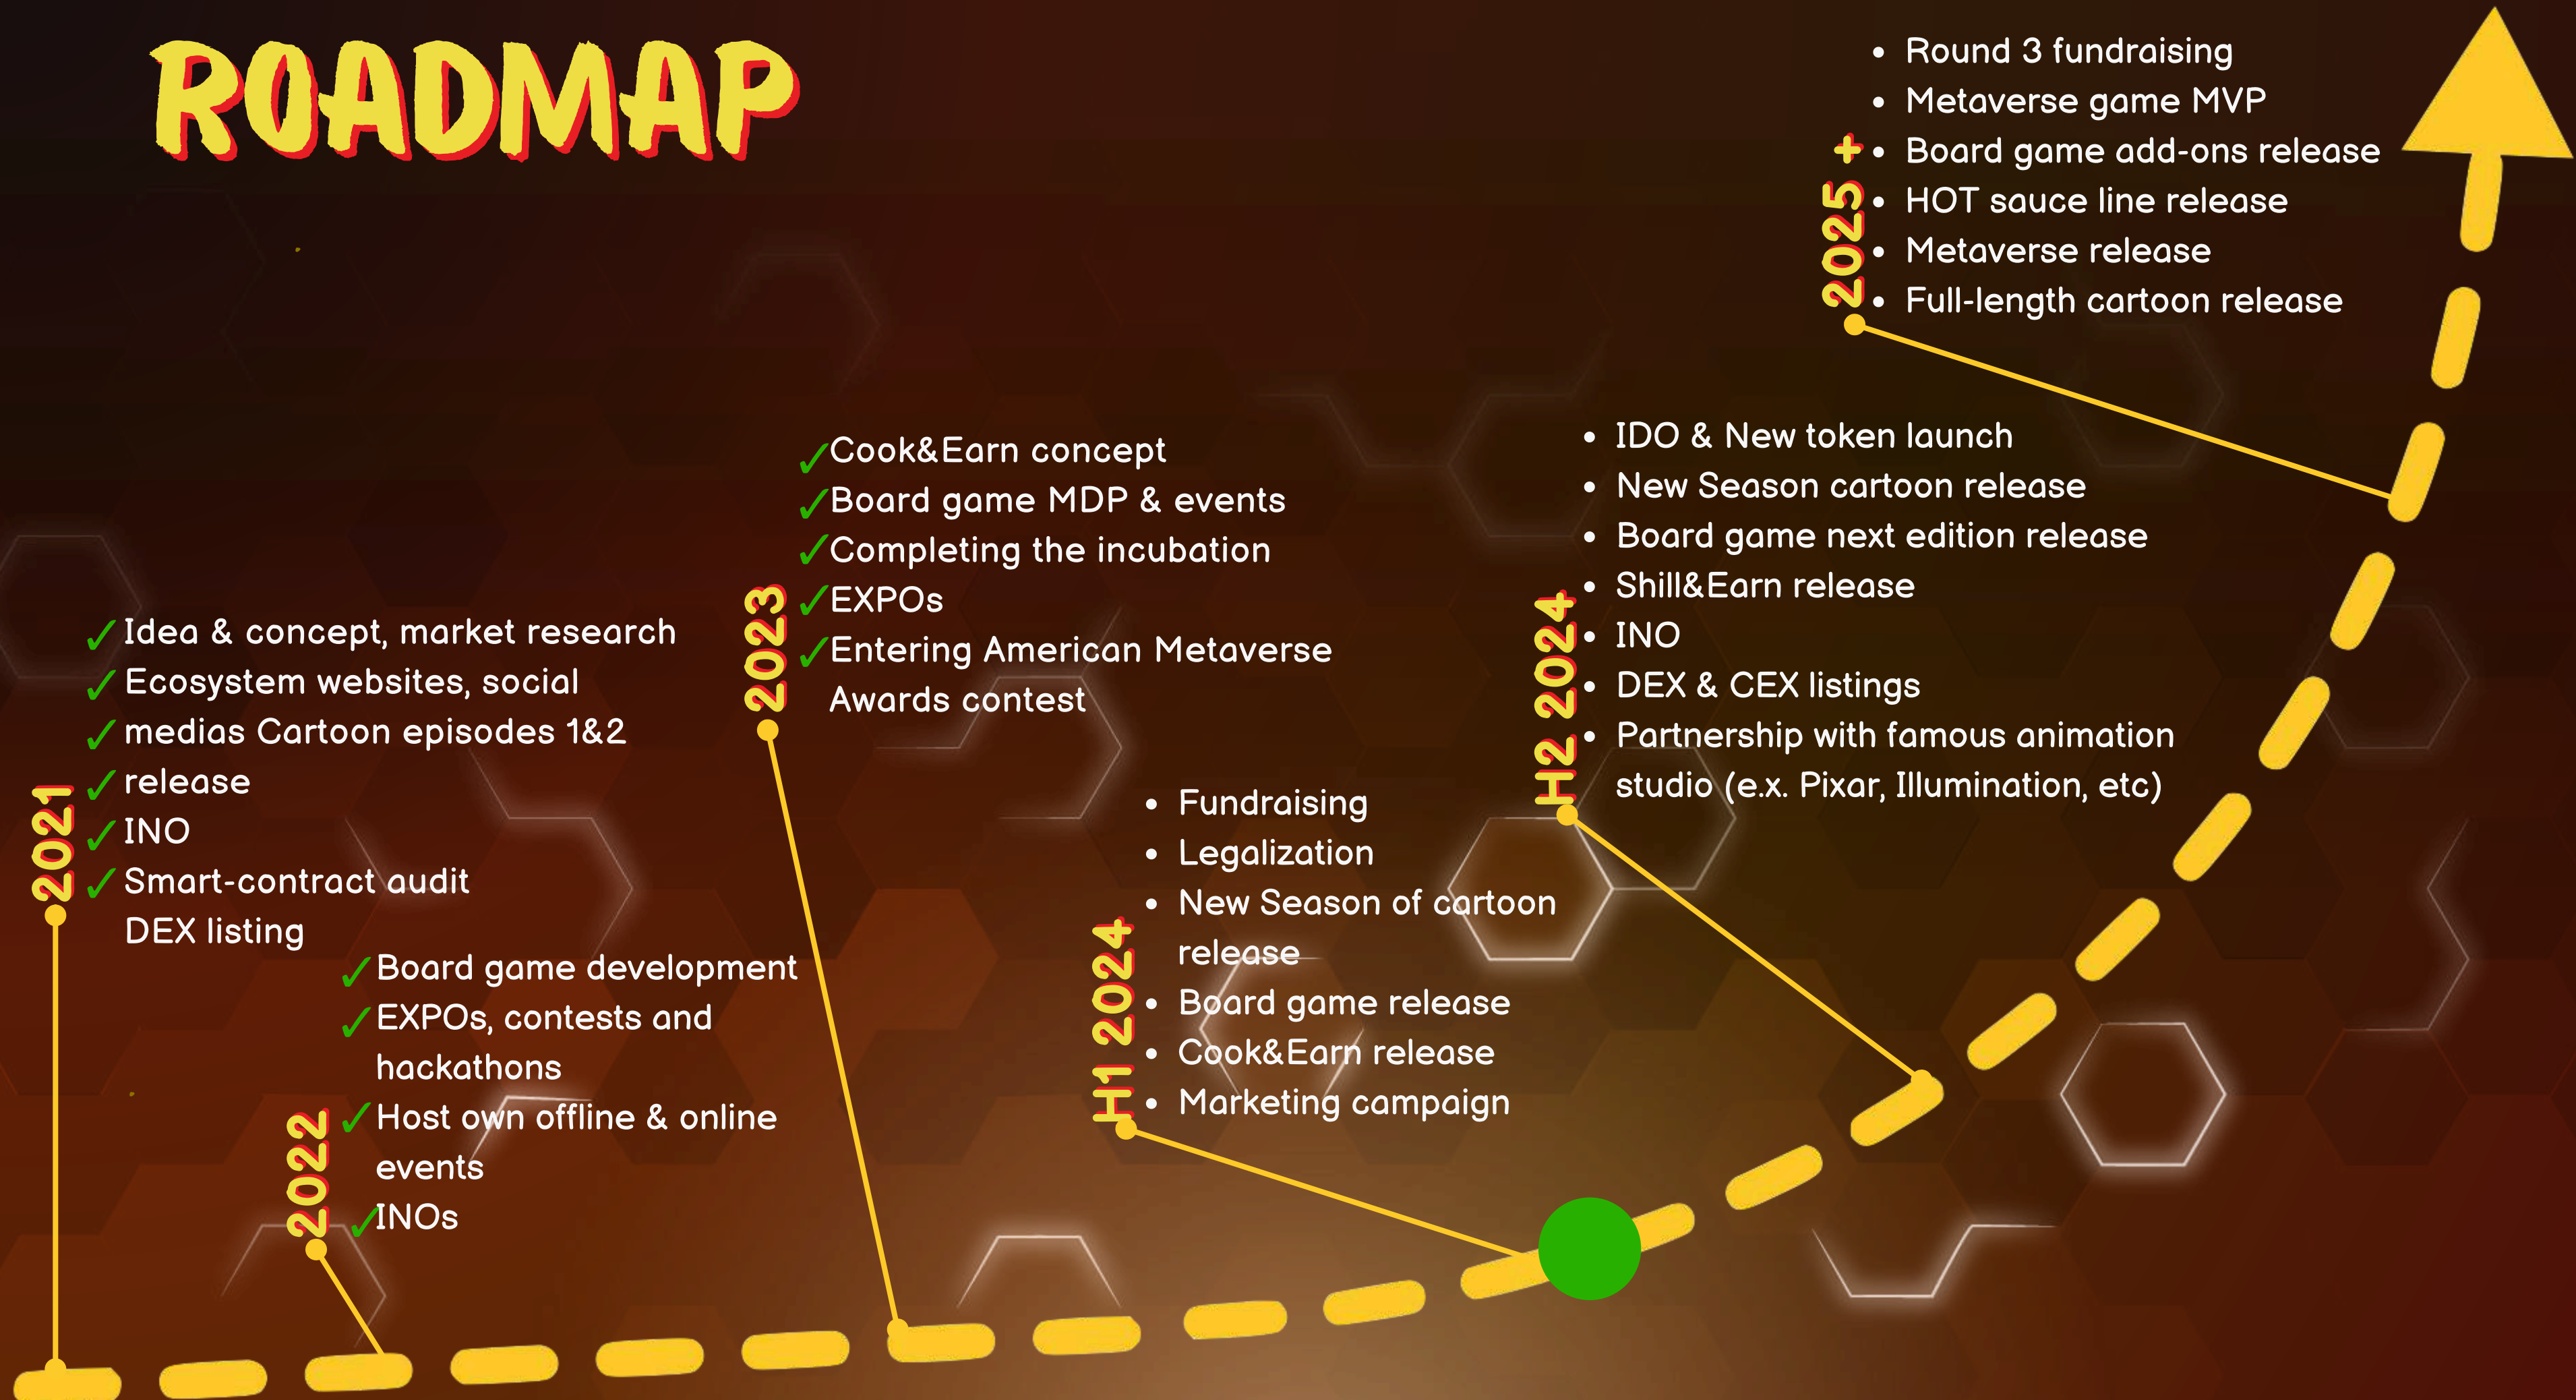 ROADMAP
2021
✓ Idea & concept, market research
✓ Ecosystem websites, social
✓ medias Cartoon episodes 1&2
✓ release
✓ INO
✓ Smart-contract audit
DEX listing
2022
✓ Board game development
✓ EXPOs, contests and
hackathons
✓ Host own offline & online
events
✓ INOs
2023
✓ Cook&Earn concept
✓ Board game MDP & events
✓ Completing the incubation
✓ EXPOs
✓ Entering American Metaverse
Awards contest
H1 2024
• Fundraising
• Legalization
• New Season of cartoon
release
• Board game release
• Cook&Earn release
• Marketing campaign
H2 2024
• IDO & New token launch
• New Season cartoon release
• Board game next edition release
• Shill&Earn release
• INO
• DEX & CEX listings
• Partnership with famous animation
studio (e.x. Pixar, Illumination, etc)
2025 +
• Round 3 fundraising
• Metaverse game MVP
• Board game add-ons release
• HOT sauce line release
• Metaverse release
• Full-length cartoon release